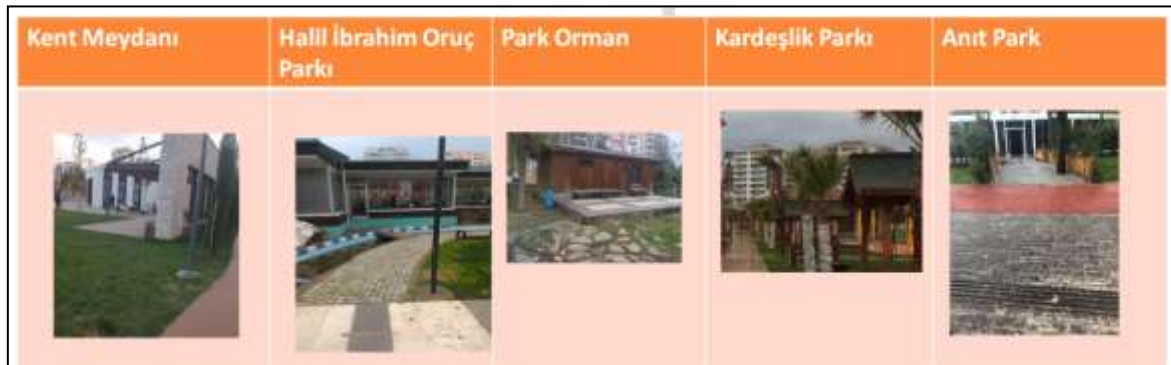 Kent Meydanı
Halil İbrahim Oruç
Parkı
Park Orman
Kardeşlik Parkı
Anıt Park